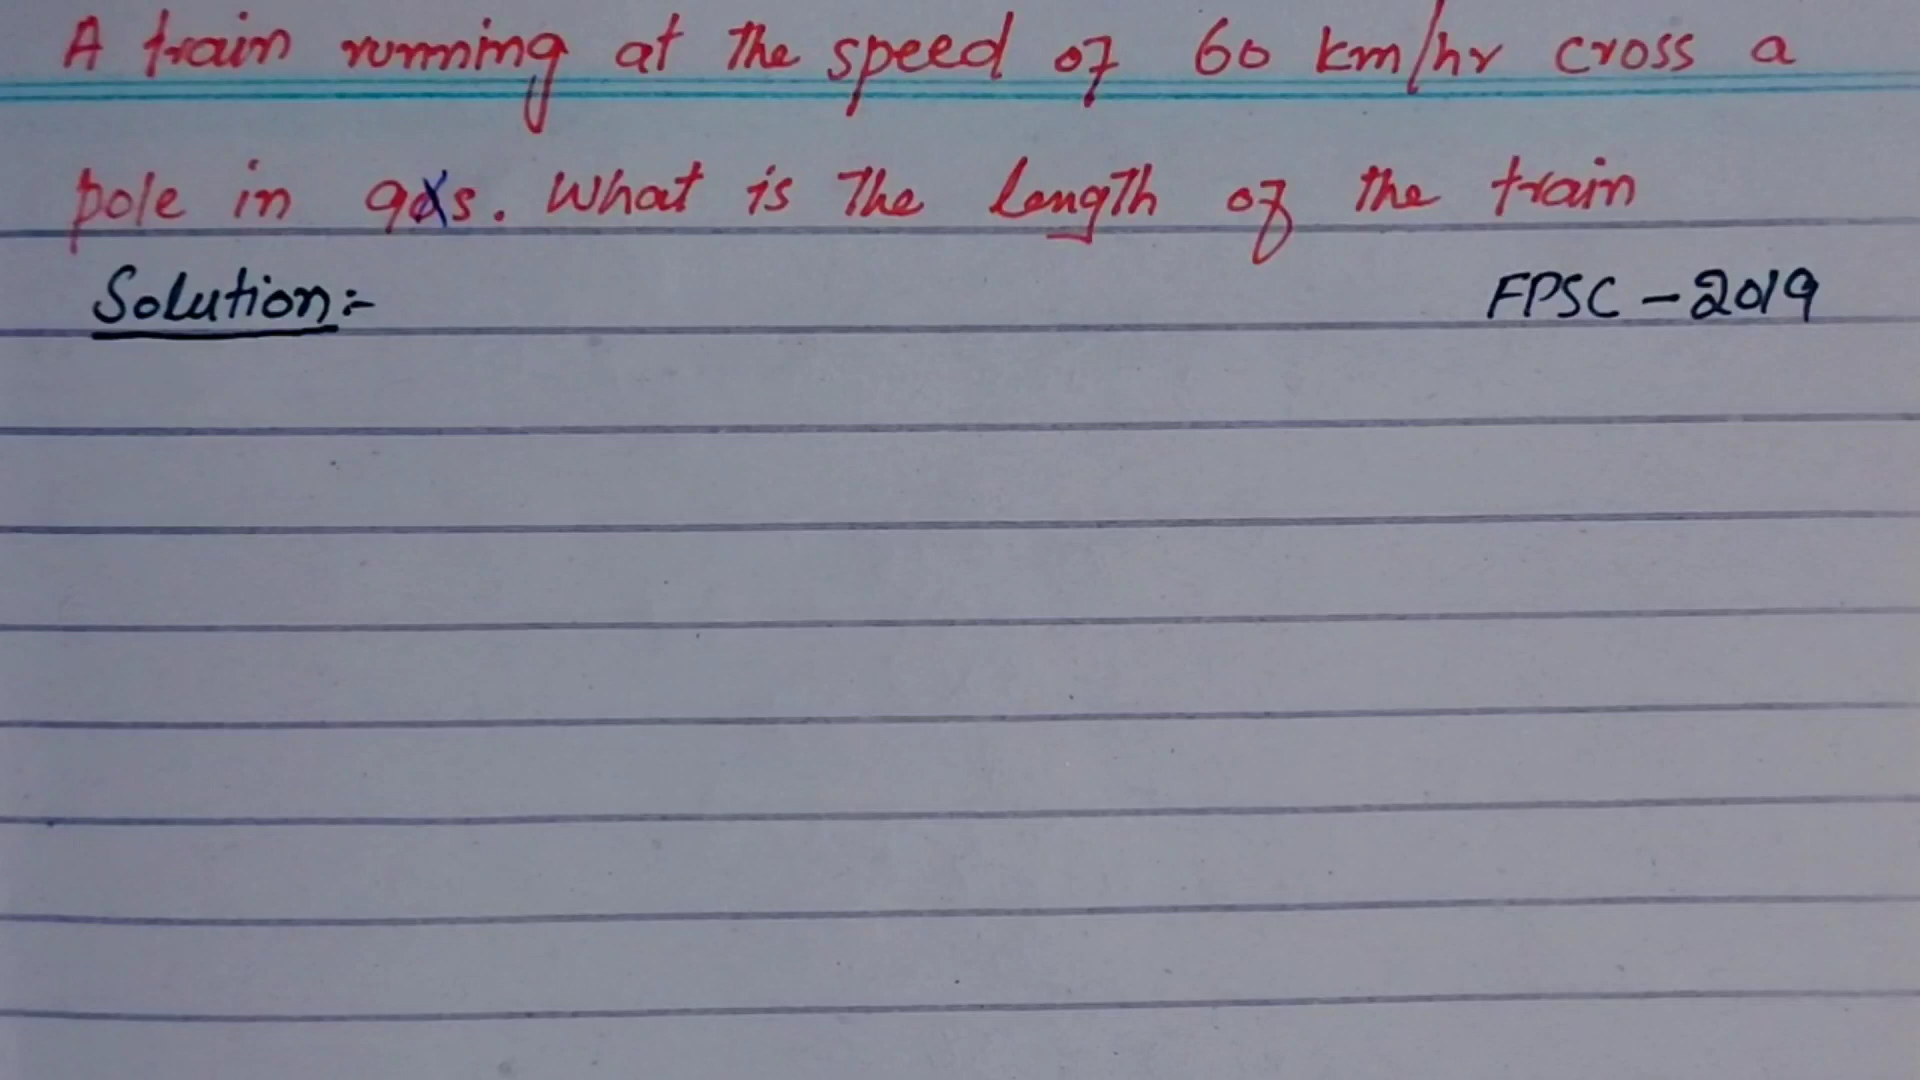 A train running at the speed of 60 km/hr cross a
pole in 9s. What is the length of the train
Solution:-
FPSC - 2019